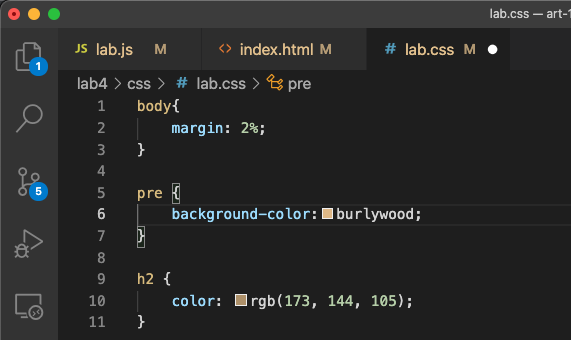 lab.css — art-1
JS lab.js M
<> index.html M
# lab.css M
1
5
lab4 > css > # lab.css > pre
1 body{
2 margin: 2%;
3 }
4
5 pre {
6 background-color: burlywood;
7 }
8
9 h2 {
10 color: rgb(173, 144, 105);
11 }